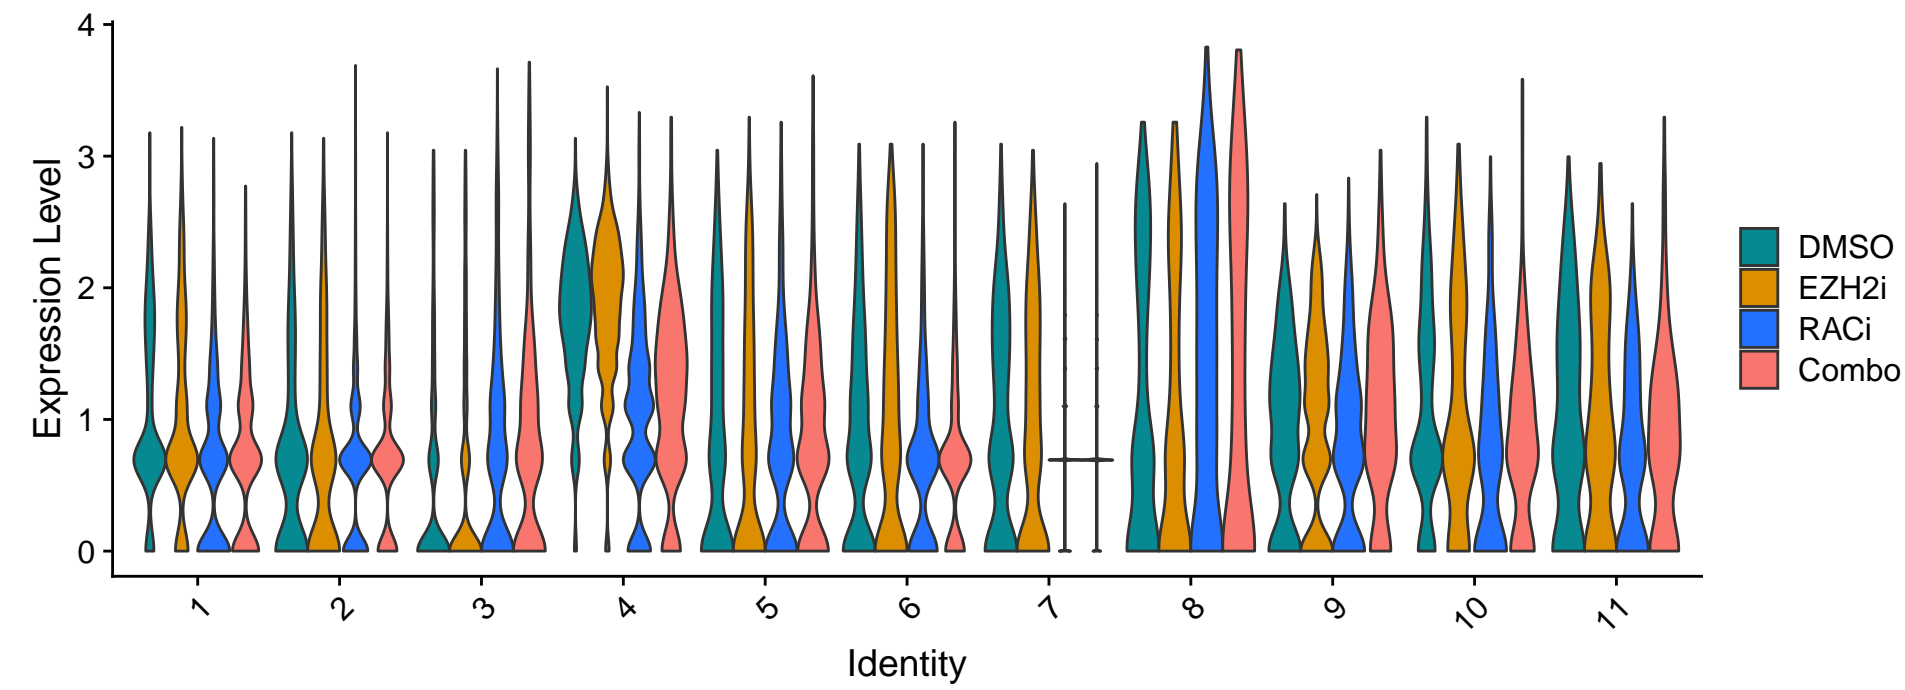 Expression Level
4
3
2
1
0
1
2
3
4
5
6
7
8
9
10
11
Identity
DMSO
EZH2i
RACi
Combo